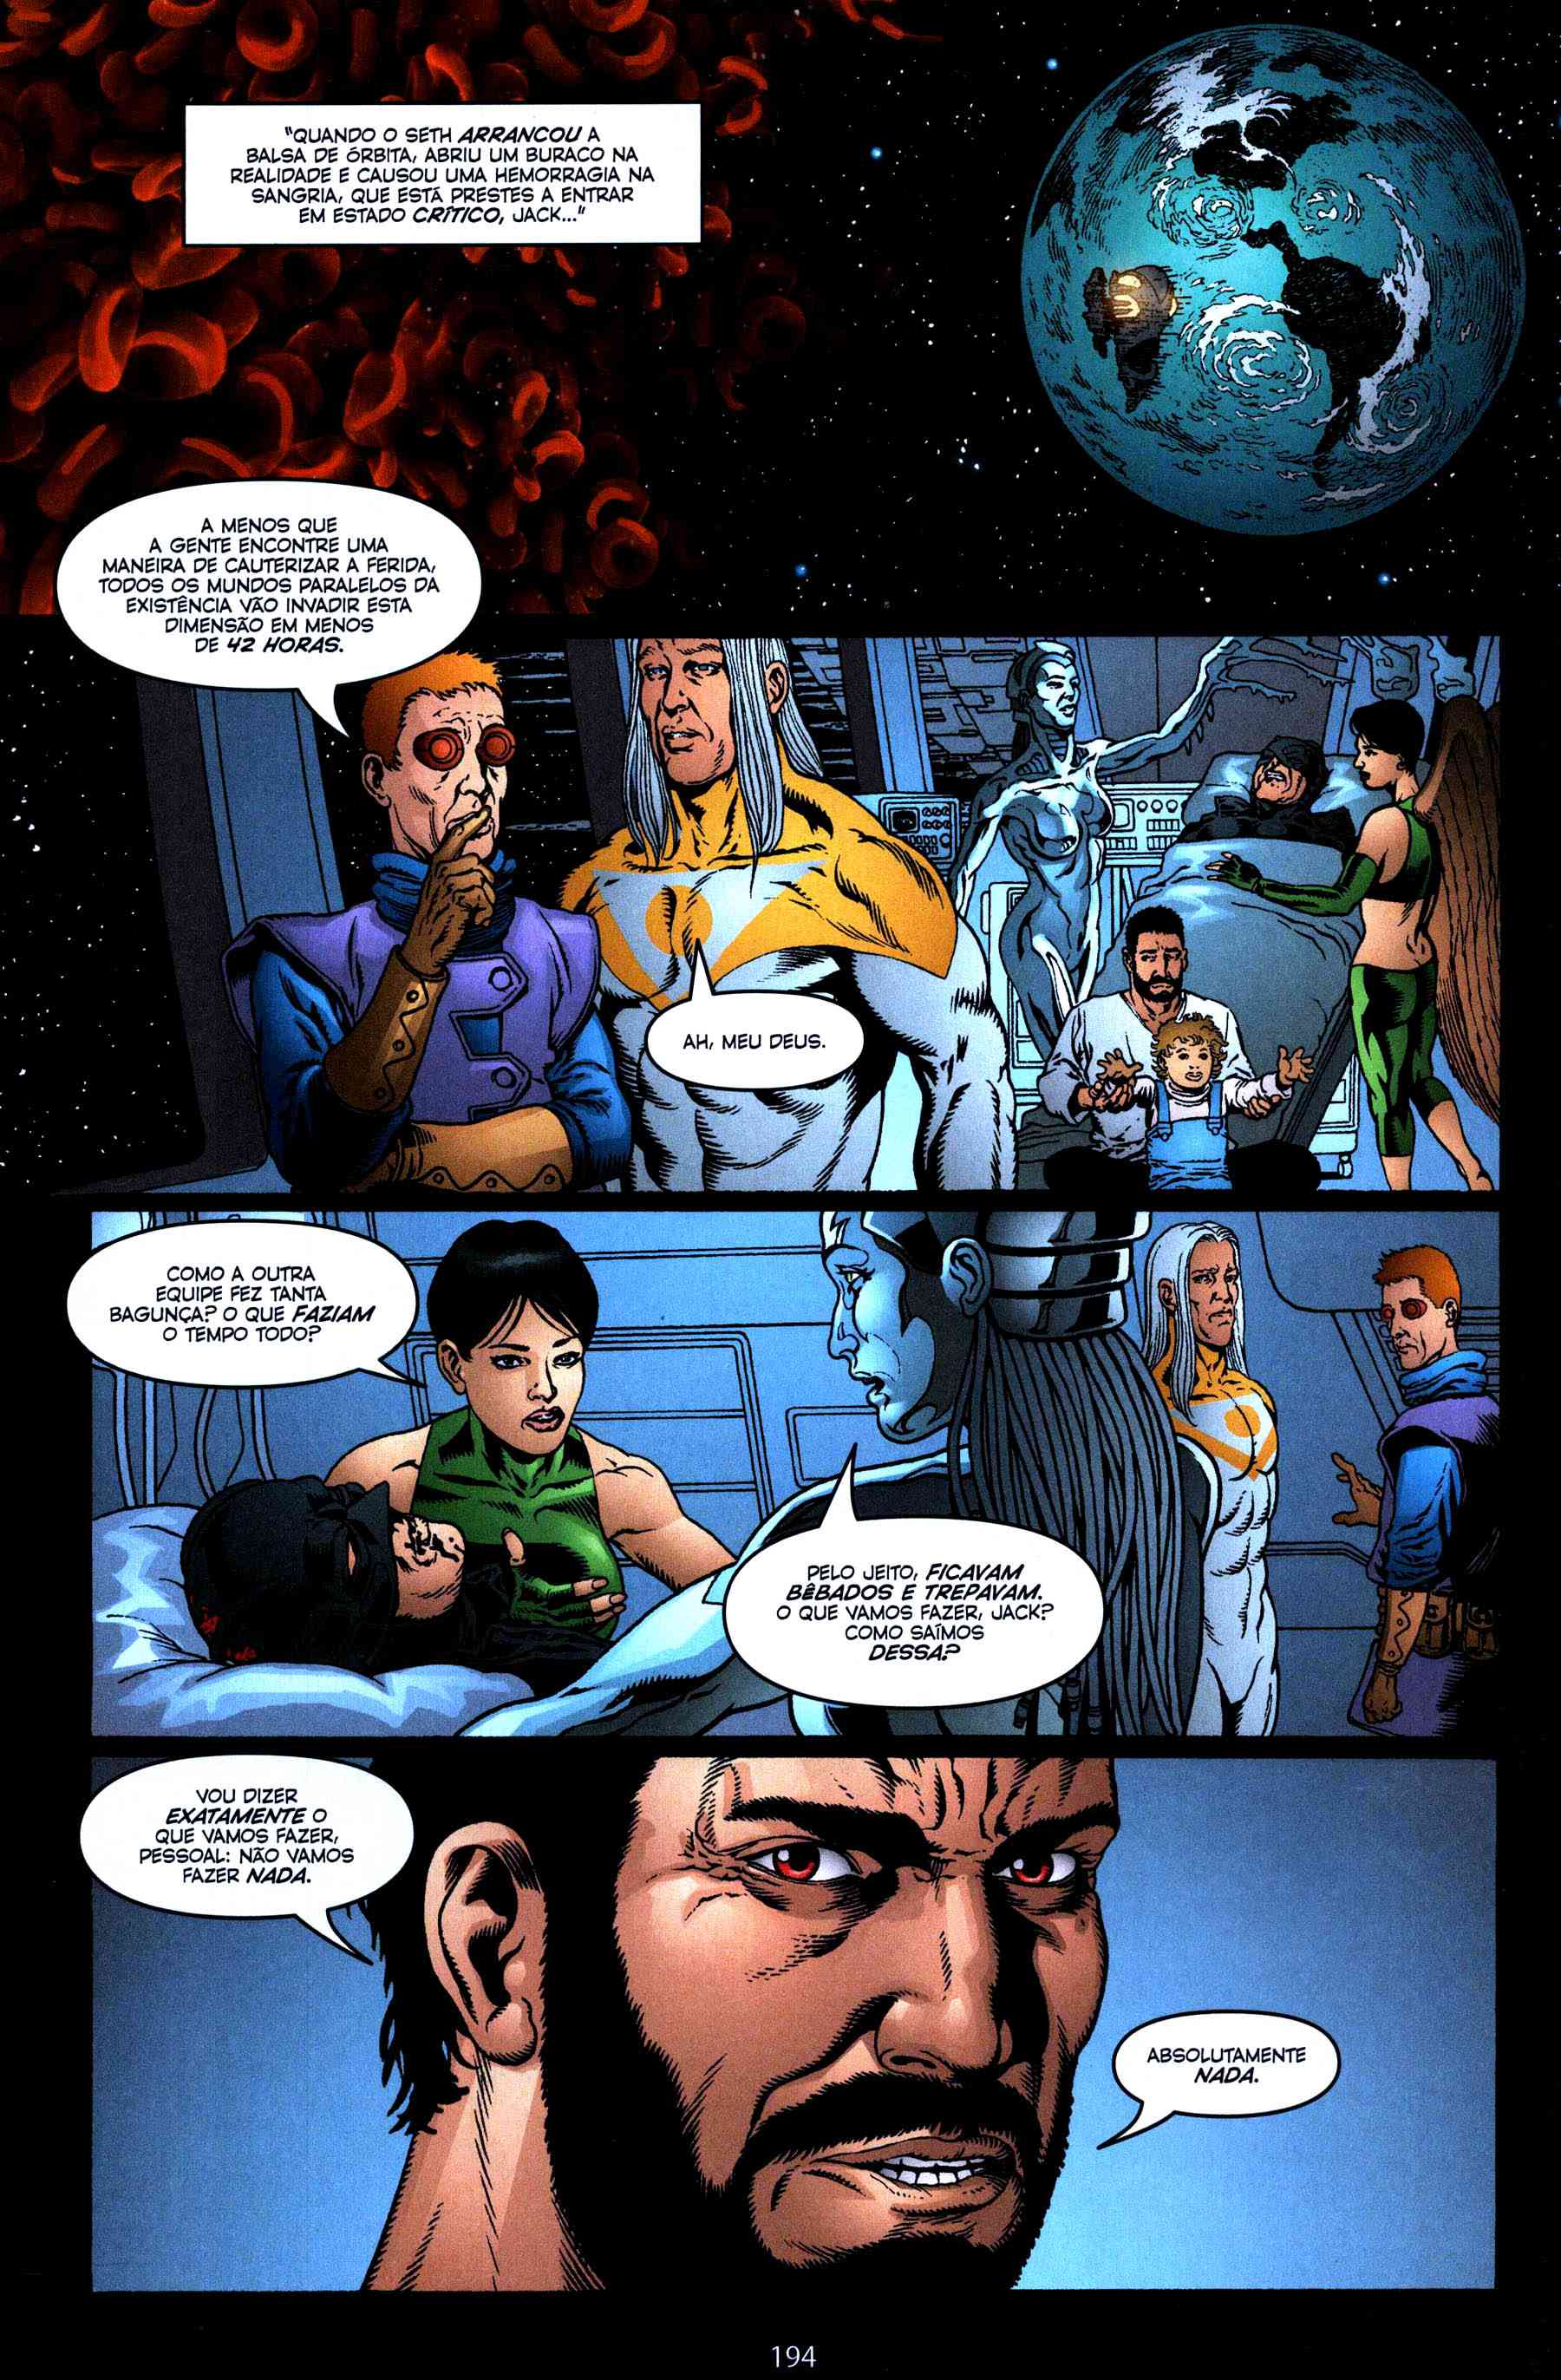 "QUANDO O SETH ARRANCOU A
BALSA DE ÓRBITA, ABRIU UM BURACO NA
REALIDADE E CAUSOU UMA HEMORRAGIA NA
SANGRIA, QUE ESTÁ PRESTES A ENTRAR
EM ESTADO CRÍTICO, JACK..."
A MENOS QUE
A GENTE ENCONTRE UMA
MANEIRA DE CAUTERIZAR A FERIDA,
TODOS OS MUNDOS PARALELOS DA
EXISTÊNCIA VÃO INVADIR ESTA
DIMENSÃO EM MENOS
DE 42 HORAS.
AH, MEU DEUS.
COMO A OUTRA
EQUIPE FEZ TANTA
BAGUNÇA? O QUE FAZIAM
O TEMPO TODO?
PELO JEITO, FICAVAM
BÊBADOS E TREPAVAM.
O QUE VAMOS FAZER, JACK?
COMO SAÍMOS
DESSA?
VOU DIZER
EXATAMENTE O
QUE VAMOS FAZER,
PESSOAL: NÃO VAMOS
FAZER NADA.
ABSOLUTAMENTE
NADA.
194